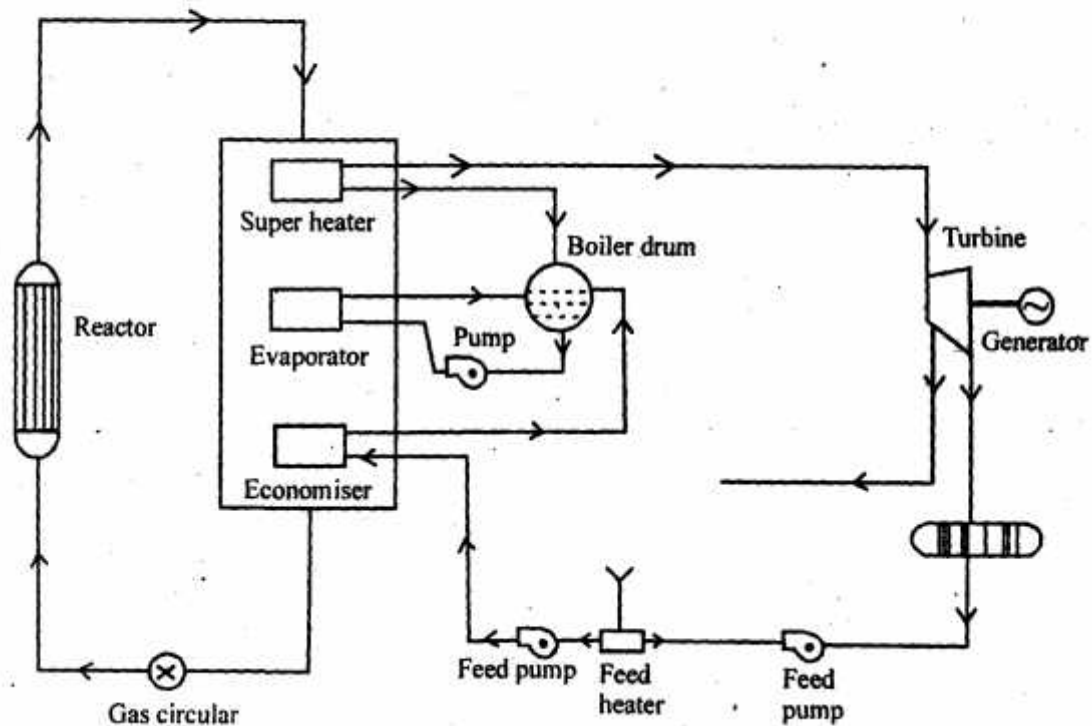 Super heater
Boiler drum
Turbine
Reactor
Evaporator
Pump
Generator
Economiser
Feed pump
Feed
heater
Feed
pump
Gas circular